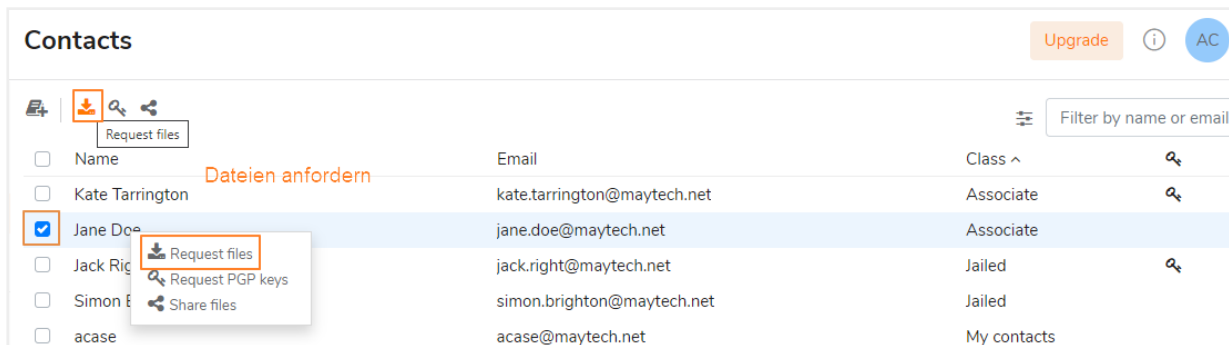 Contacts
Upgrade
AC
Request files
Filter by name or email
Name Email Class
Dateien anfordern
Kate Tarrington kate.tarrington@maytech.net Associate
Jane Doe jane.doe@maytech.net Associate
Request files
Jack Rig jack.right@maytech.net Jailed
Request PGP keys
Simon simon.brighton@maytech.net Jailed
Share files
acase acase@maytech.net My contacts